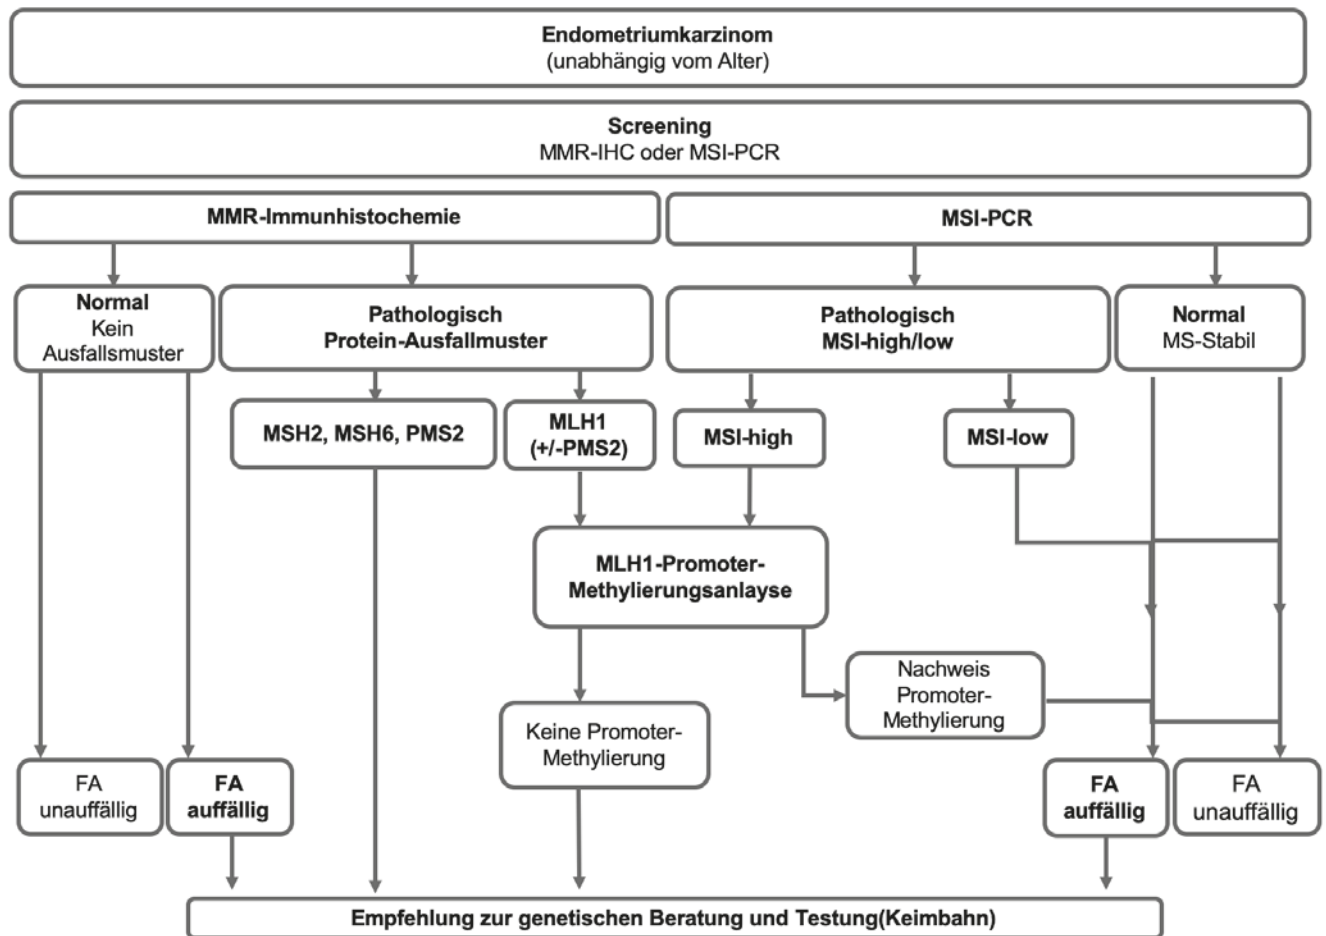 Endometriumkarzinom
(unabhängig vom Alter)
Screening
MMR-IHC oder MSI-PCR
MMR-Immunhistochemie
MSI-PCR
Normal
Kein
Ausfallsmuster
Pathologisch
Protein-Ausfallmuster
Pathologisch
MSI-high/low
Normal
MS-Stabil
MSH2, MSH6, PMS2
MLH1
(+/-PMS2)
MSI-high
MSI-low
MLH1-Promoter-
Methylierungsanlayse
Nachweis
Promoter-
Methylierung
Keine Promoter-
Methylierung
FA
unauffällig
FA
auffällig
FA
auffällig
FA
unauffällig
Empfehlung zur genetischen Beratung und Testung(Keimbahn)